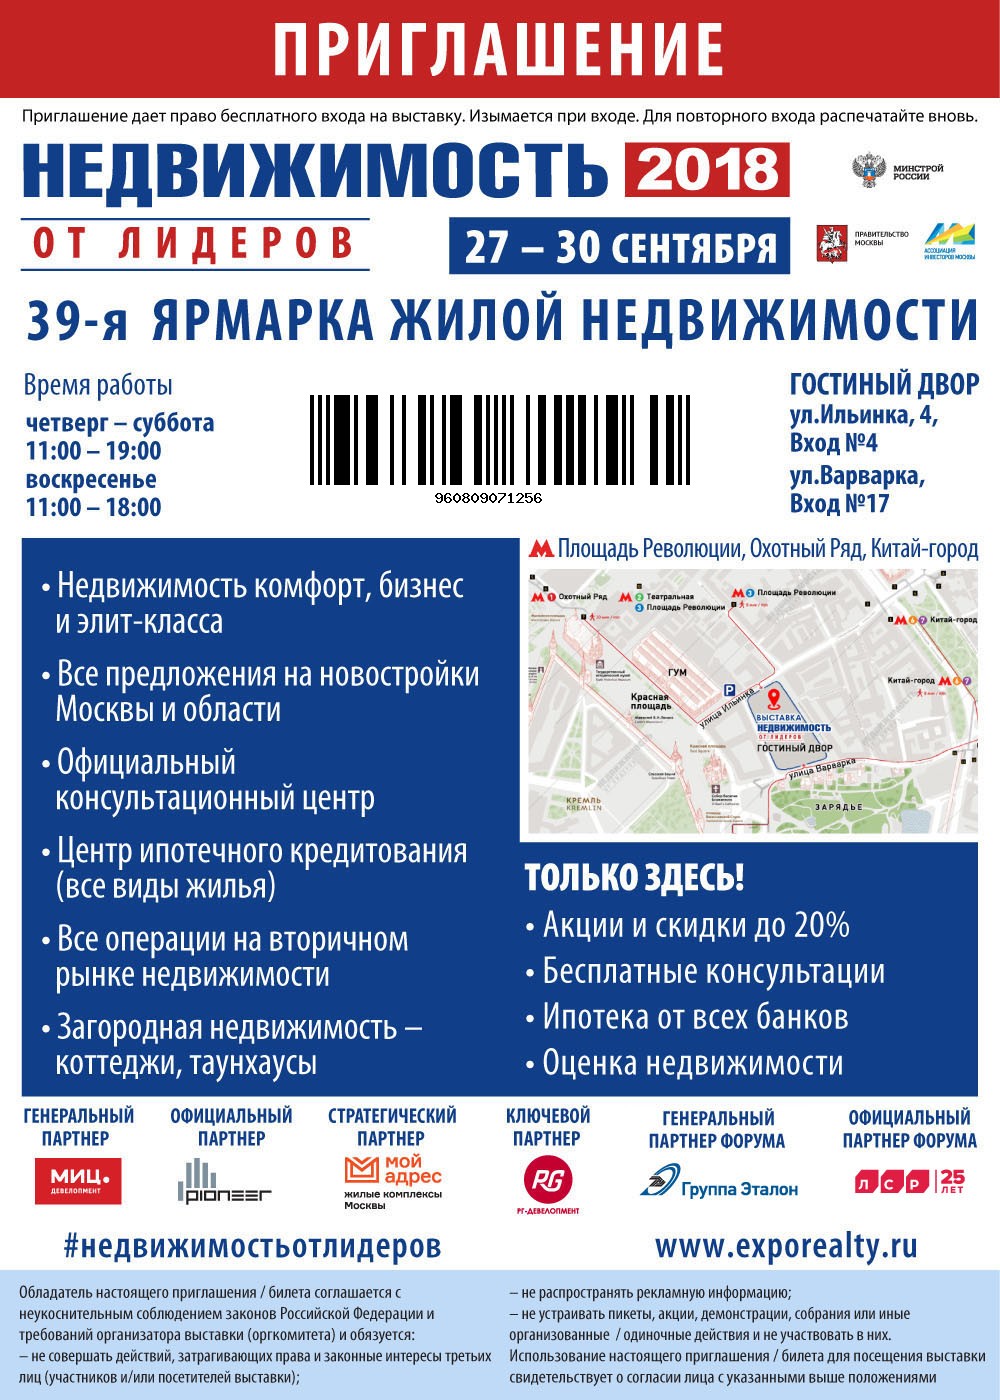 ПРИГЛАШЕНИЕ
Приглашение дает право бесплатного входа на выставку. Изымается при входе. Для повторного входа распечатайте вновь.
НЕДВИЖИМОСТЬ 2018
ОТ ЛИДЕРОВ
27 – 30 СЕНТЯБРЯ
МИНСТРОЙ
РОССИИ
ПРАВИТЕЛЬСТВО
МОСКВЫ
АССОЦИАЦИЯ
ИНВЕСТОРОВ МОСКВЫ
39-я ЯРМАРКА ЖИЛОЙ НЕДВИЖИМОСТИ
Время работы
четверг – суббота
11:00 – 19:00
воскресенье
11:00 – 18:00
960809071256
ГОСТИНЫЙ ДВОР
ул.Ильинка, 4,
Вход №4
ул.Варварка,
Вход №17
• Недвижимость комфорт, бизнес
и элит-класса
• Все предложения на новостройки
Москвы и области
• Официальный
консультационный центр
• Центр ипотечного кредитования
(все виды жилья)
• Все операции на вторичном
рынке недвижимости
• Загородная недвижимость –
коттеджи, таунхаусы
М Площадь Революции, Охотный Ряд, Китай-город
М 1 Охотный Ряд
М 2 Театральная
3 Площадь Революции
М 3 Площадь Революции
М 6 7 Китай-город
Китай-город М 6 7
ГУМ
Красная
площадь
P
улица Ильинка
ВЫСТАВКА
НЕДВИЖИМОСТЬ
ОТ ЛИДЕРОВ
ГОСТИНЫЙ ДВОР
улица Варварка
КРЕМЛЬ
KREMLIN
ЗАРЯДЬЕ
ТОЛЬКО ЗДЕСЬ!
• Акции и скидки до 20%
• Бесплатные консультации
• Ипотека от всех банков
• Оценка недвижимости
ГЕНЕРАЛЬНЫЙ
ПАРТНЕР
МИЦ.
ДЕВЕЛОПМЕНТ
ОФИЦИАЛЬНЫЙ
ПАРТНЕР
pioneer
СТРАТЕГИЧЕСКИЙ
ПАРТНЕР
мой
адрес
жилые комплексы
Москвы
КЛЮЧЕВОЙ
ПАРТНЕР
RG
РГ-ДЕВЕЛОПМЕНТ
ГЕНЕРАЛЬНЫЙ
ПАРТНЕР ФОРУМА
Группа Эталон
ОФИЦИАЛЬНЫЙ
ПАРТНЕР ФОРУМА
ЛСР 25
ЛЕТ
#недвижимостьотлидеров
www.exporealty.ru
Обладатель настоящего приглашения / билета соглашается с
неукоснительным соблюдением законов Российской Федерации и
требований организатора выставки (оргкомитета) и обязуется:
– не совершать действий, затрагивающих права и законные интересы третьих
лиц (участников и/или посетителей выставки);
– не распространять рекламную информацию;
– не устраивать пикеты, акции, демонстрации, собрания или иные
организованные / одиночные действия и не участвовать в них.
Использование настоящего приглашения / билета для посещения выставки
свидетельствует о согласии лица с указанными выше положениями